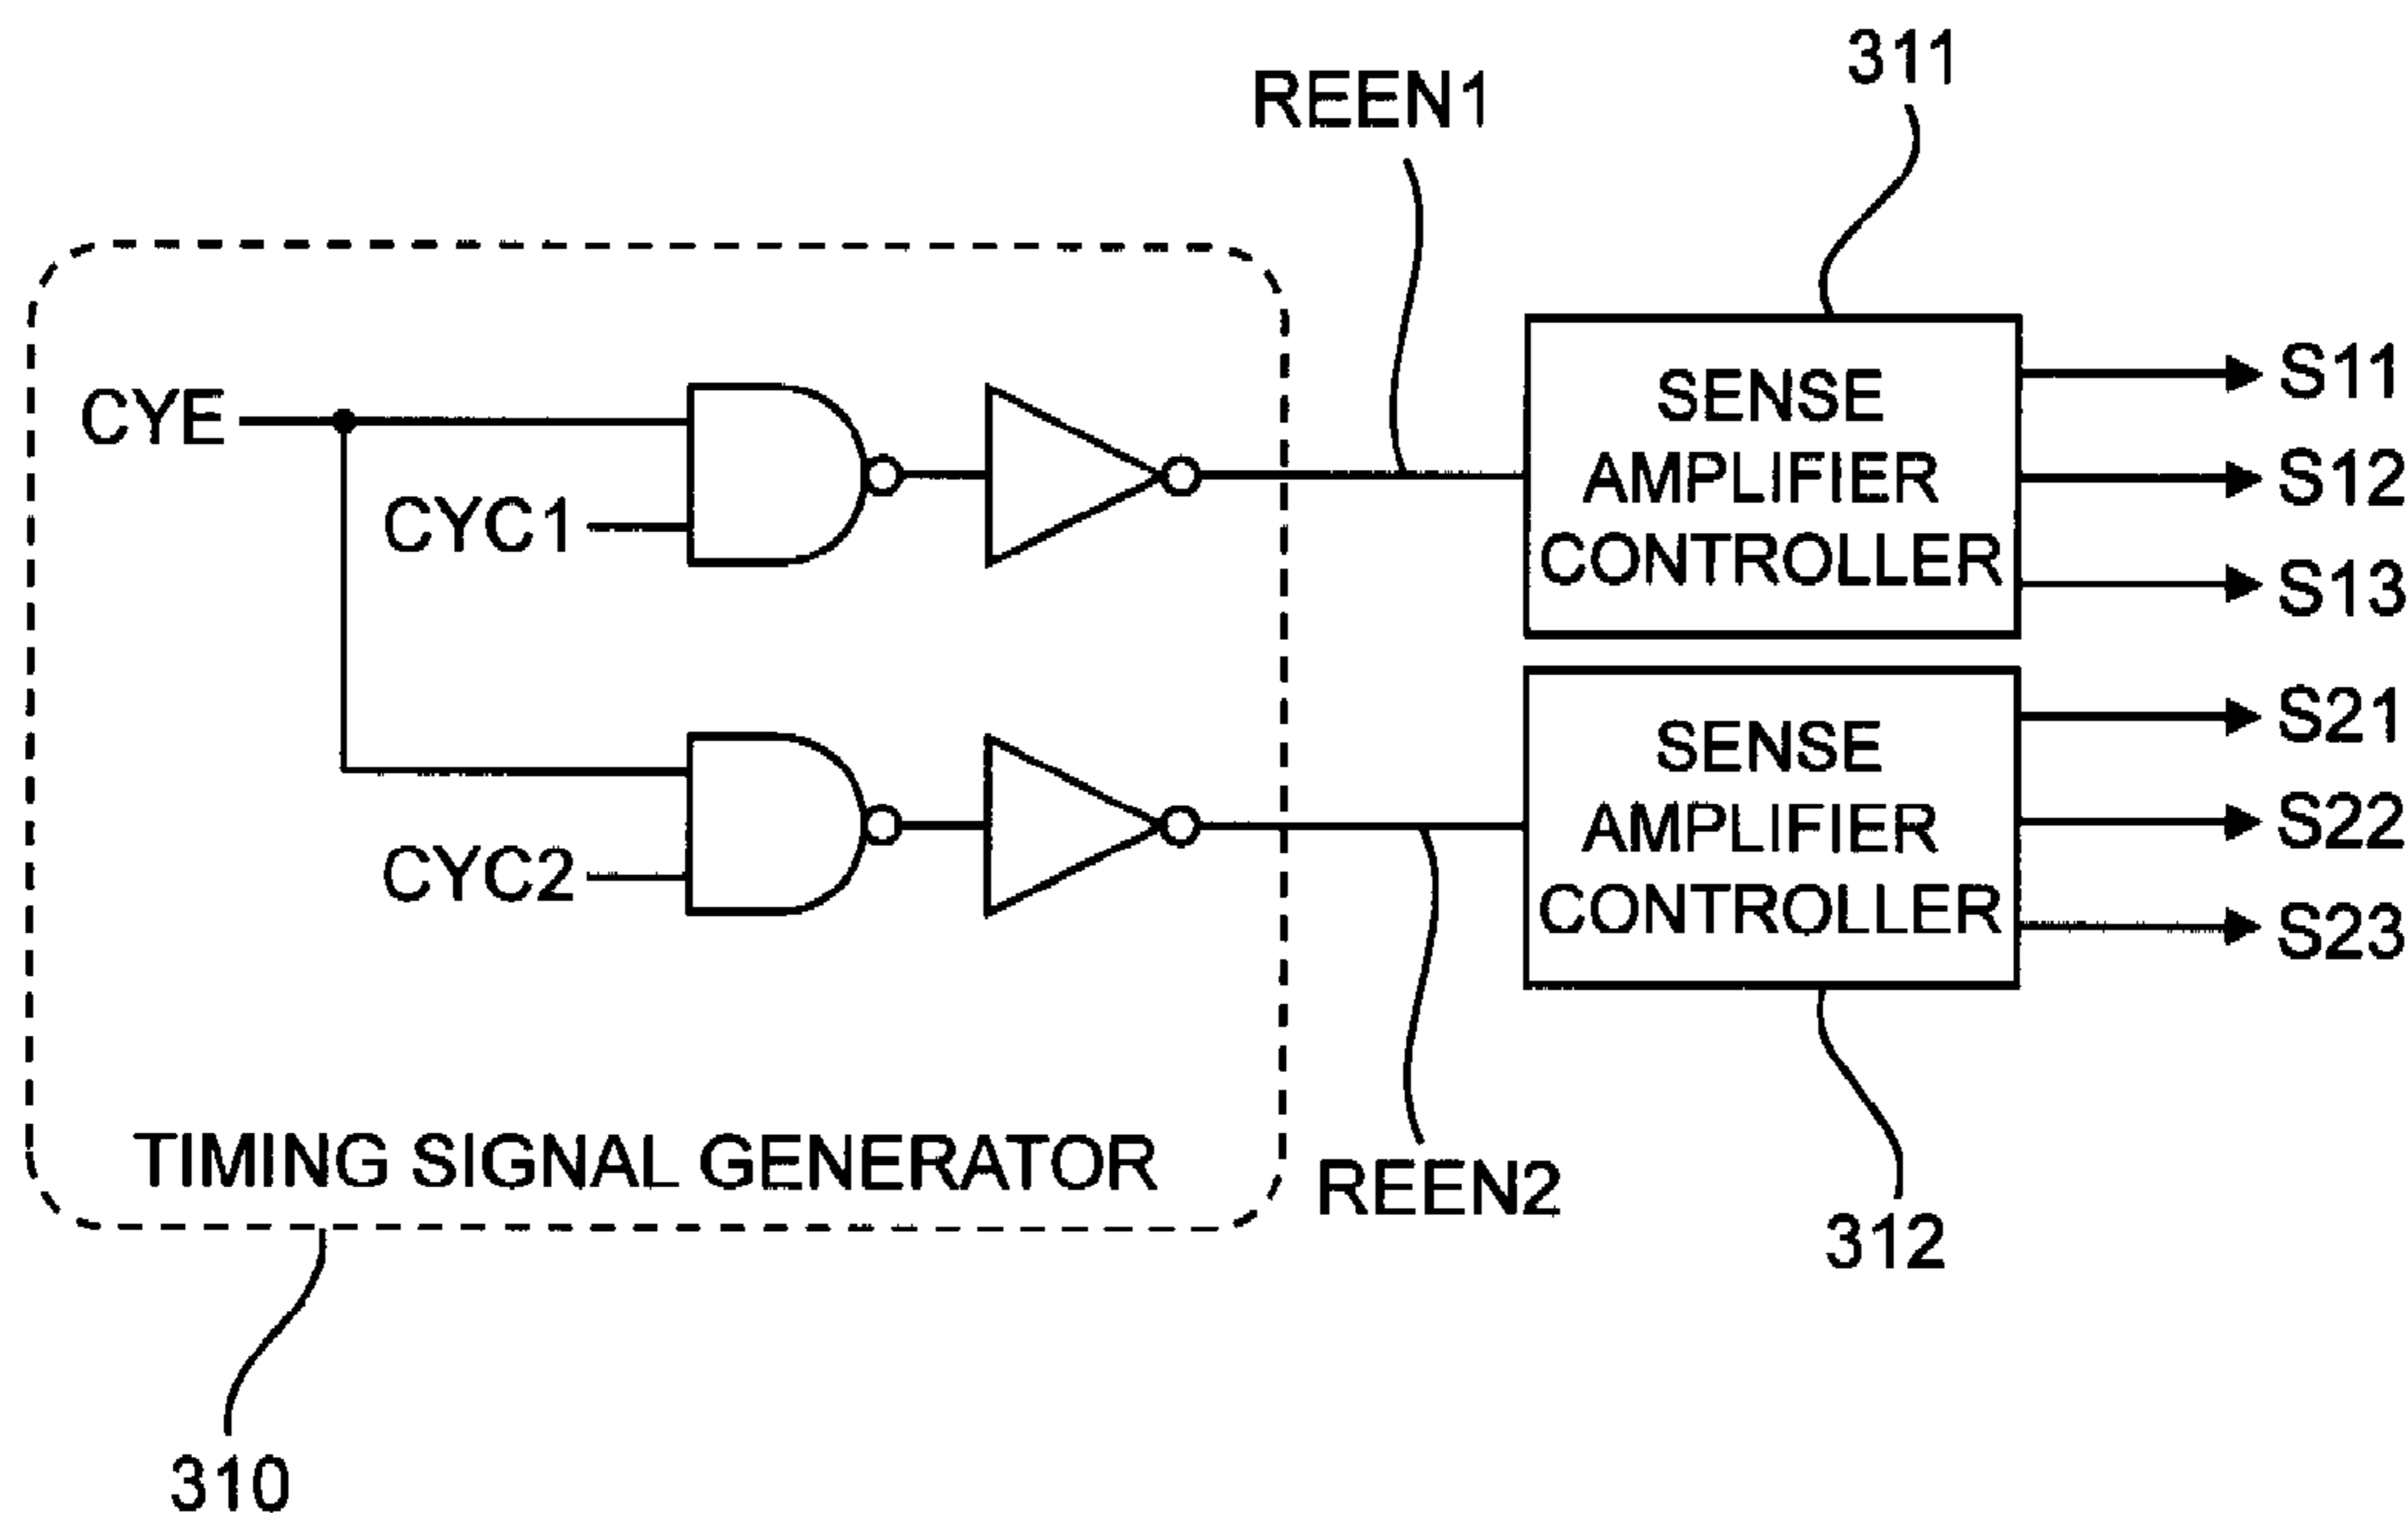 311
REEN1
CYE
CYC1
SENSE
AMPLIFIER
CONTROLLER
S11
S12
S13
CYC2
SENSE
AMPLIFIER
CONTROLLER
S21
S22
S23
TIMING SIGNAL GENERATOR
REEN2
312
310